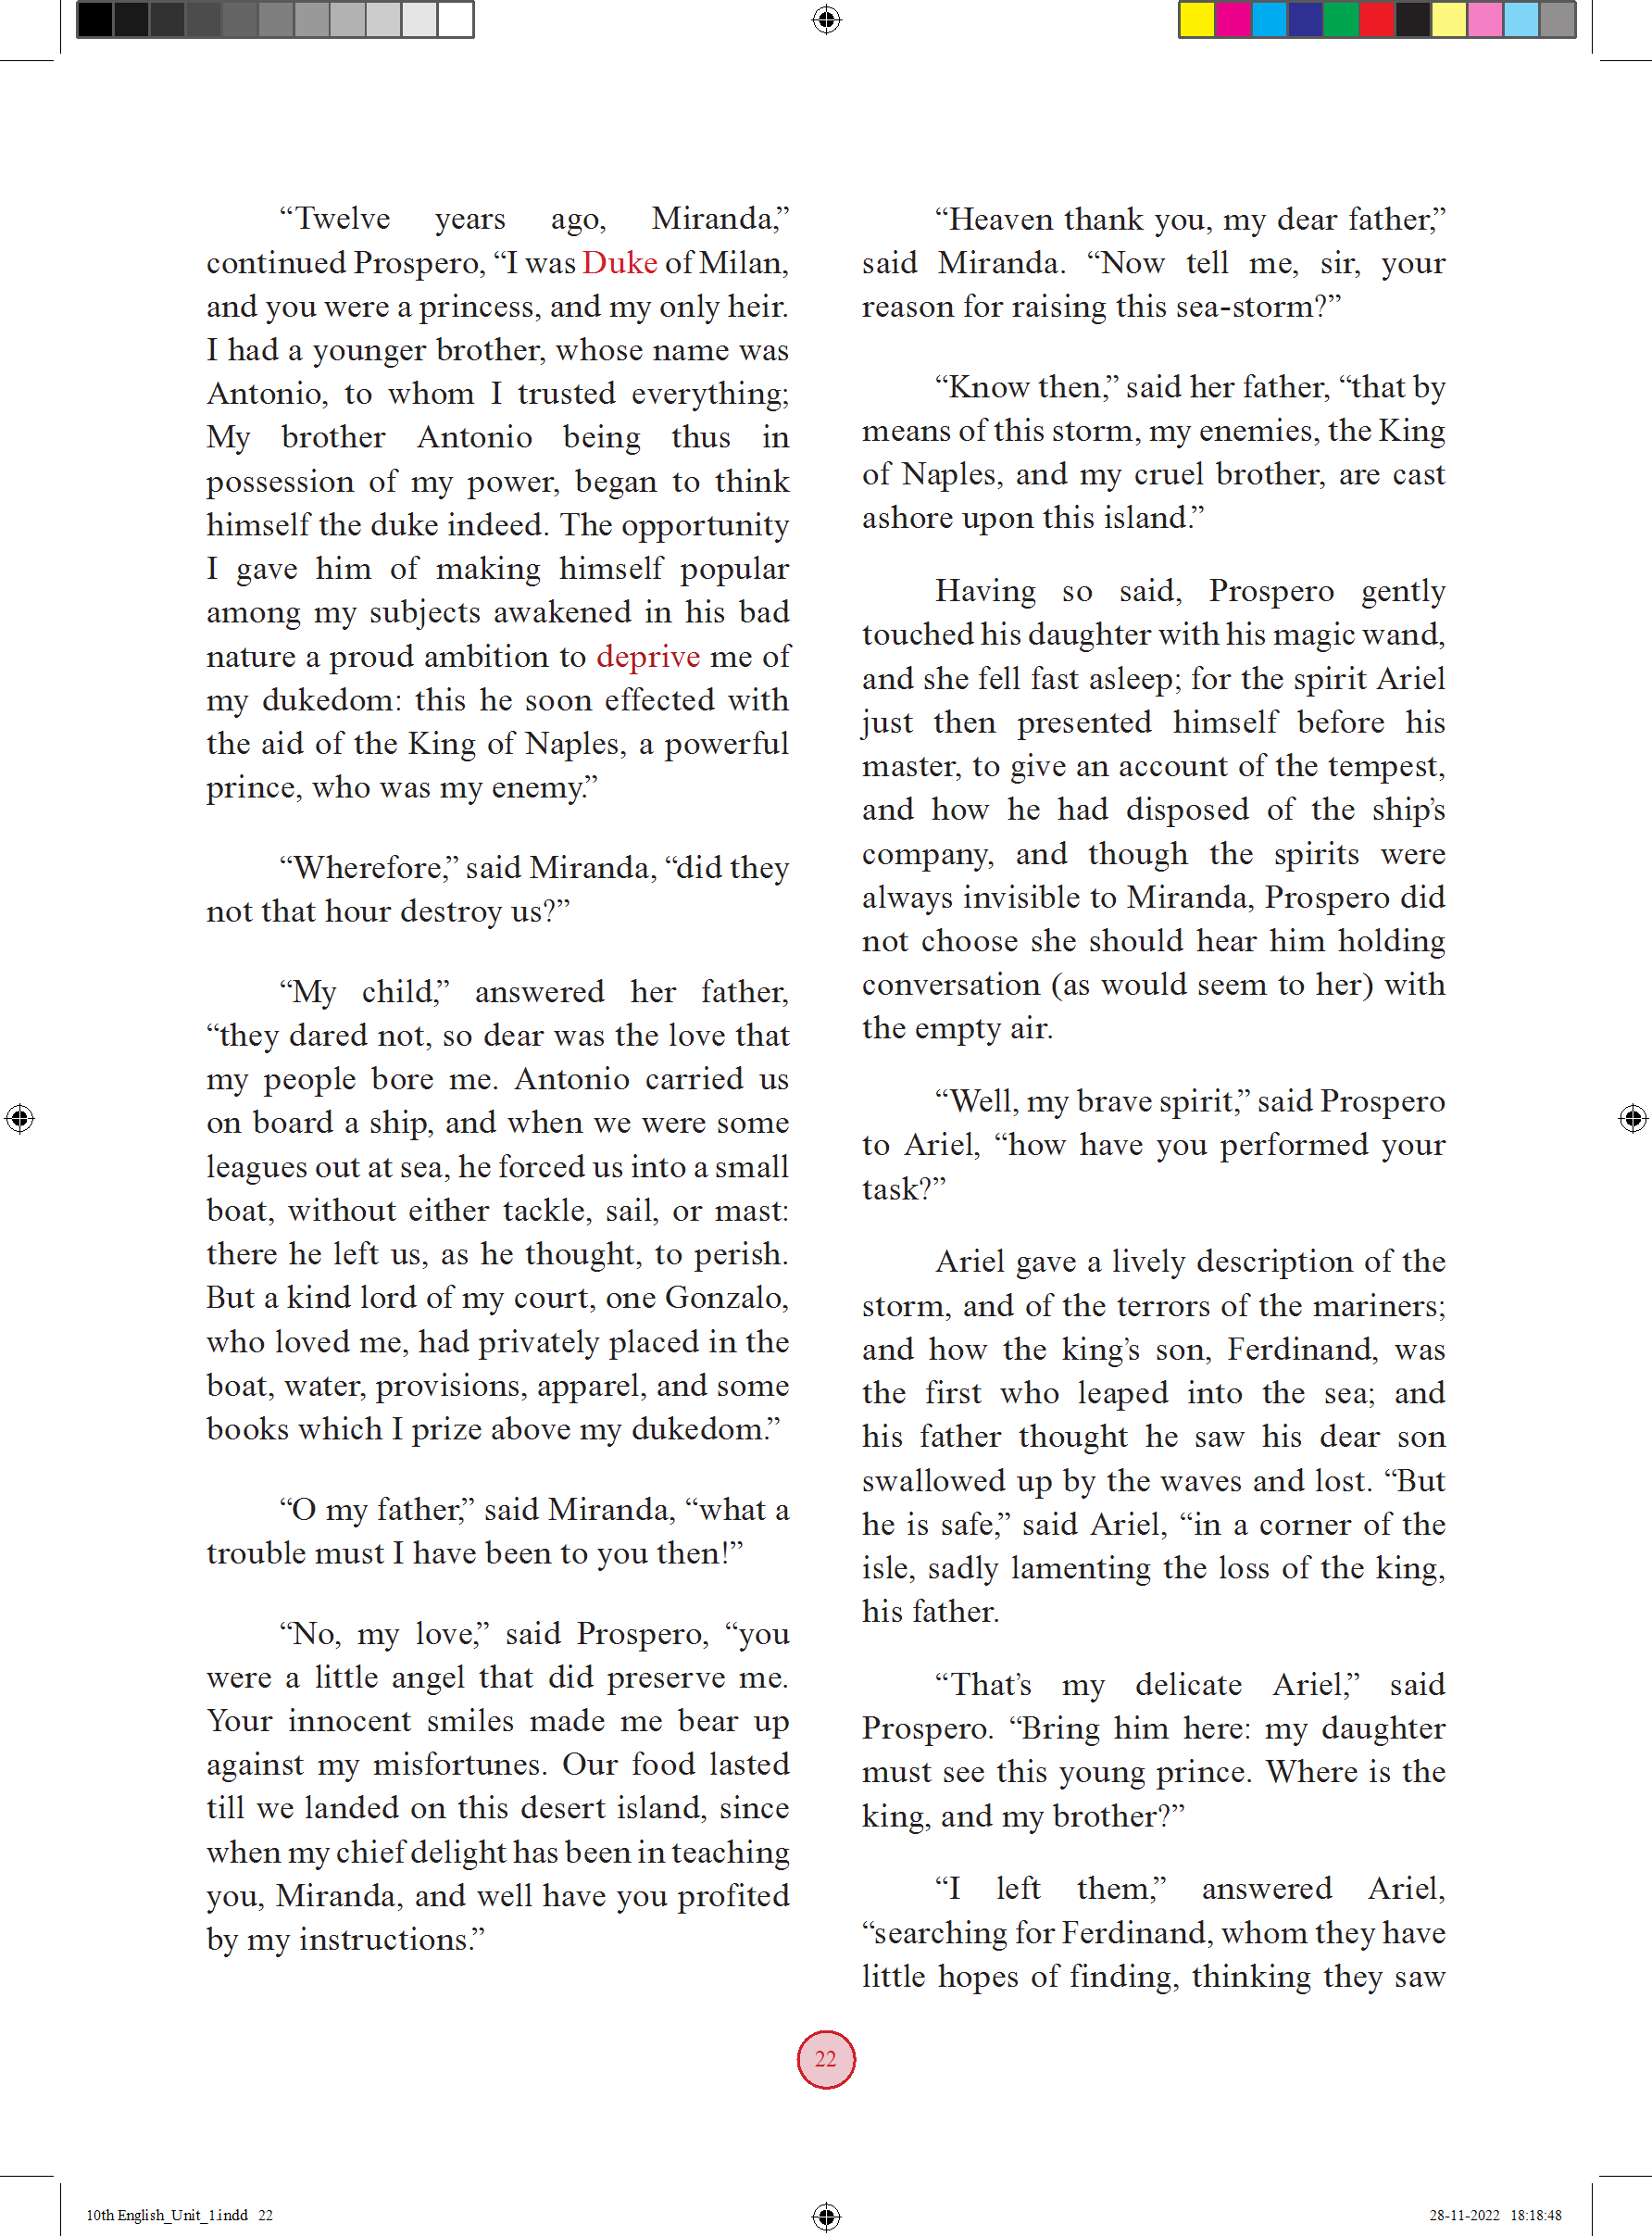 “Twelve years ago, Miranda,”
continued Prospero, “I was Duke of Milan,
and you were a princess, and my only heir.
I had a younger brother, whose name was
Antonio, to whom I trusted everything;
My brother Antonio being thus in
possession of my power, began to think
himself the duke indeed. The opportunity
I gave him of making himself popular
among my subjects awakened in his bad
nature a proud ambition to deprive me of
my dukedom: this he soon effected with
the aid of the King of Naples, a powerful
prince, who was my enemy.”
“Wherefore,” said Miranda, “did they
not that hour destroy us?”
“My child,” answered her father,
“they dared not, so dear was the love that
my people bore me. Antonio carried us
on board a ship, and when we were some
leagues out at sea, he forced us into a small
boat, without either tackle, sail, or mast:
there he left us, as he thought, to perish.
But a kind lord of my court, one Gonzalo,
who loved me, had privately placed in the
boat, water, provisions, apparel, and some
books which I prize above my dukedom.”
“O my father,” said Miranda, “what a
trouble must I have been to you then!”
“No, my love,” said Prospero, “you
were a little angel that did preserve me.
Your innocent smiles made me bear up
against my misfortunes. Our food lasted
till we landed on this desert island, since
when my chief delight has been in teaching
you, Miranda, and well have you profited
by my instructions.”
“Heaven thank you, my dear father,”
said Miranda. “Now tell me, sir, your
reason for raising this sea-storm?”
“Know then,” said her father, “that by
means of this storm, my enemies, the King
of Naples, and my cruel brother, are cast
ashore upon this island.”
Having so said, Prospero gently
touched his daughter with his magic wand,
and she fell fast asleep; for the spirit Ariel
just then presented himself before his
master, to give an account of the tempest,
and how he had disposed of the ship’s
company, and though the spirits were
always invisible to Miranda, Prospero did
not choose she should hear him holding
conversation (as would seem to her) with
the empty air.
“Well, my brave spirit,” said Prospero
to Ariel, “how have you performed your
task?”
Ariel gave a lively description of the
storm, and of the terrors of the mariners;
and how the king’s son, Ferdinand, was
the first who leaped into the sea; and
his father thought he saw his dear son
swallowed up by the waves and lost. “But
he is safe,” said Ariel, “in a corner of the
isle, sadly lamenting the loss of the king,
his father.
“That’s my delicate Ariel,” said
Prospero. “Bring him here: my daughter
must see this young prince. Where is the
king, and my brother?”
“I left them,” answered Ariel,
“searching for Ferdinand, whom they have
little hopes of finding, thinking they saw
22
10th English_Unit_1.indd 22
28-11-2022 18:18:48